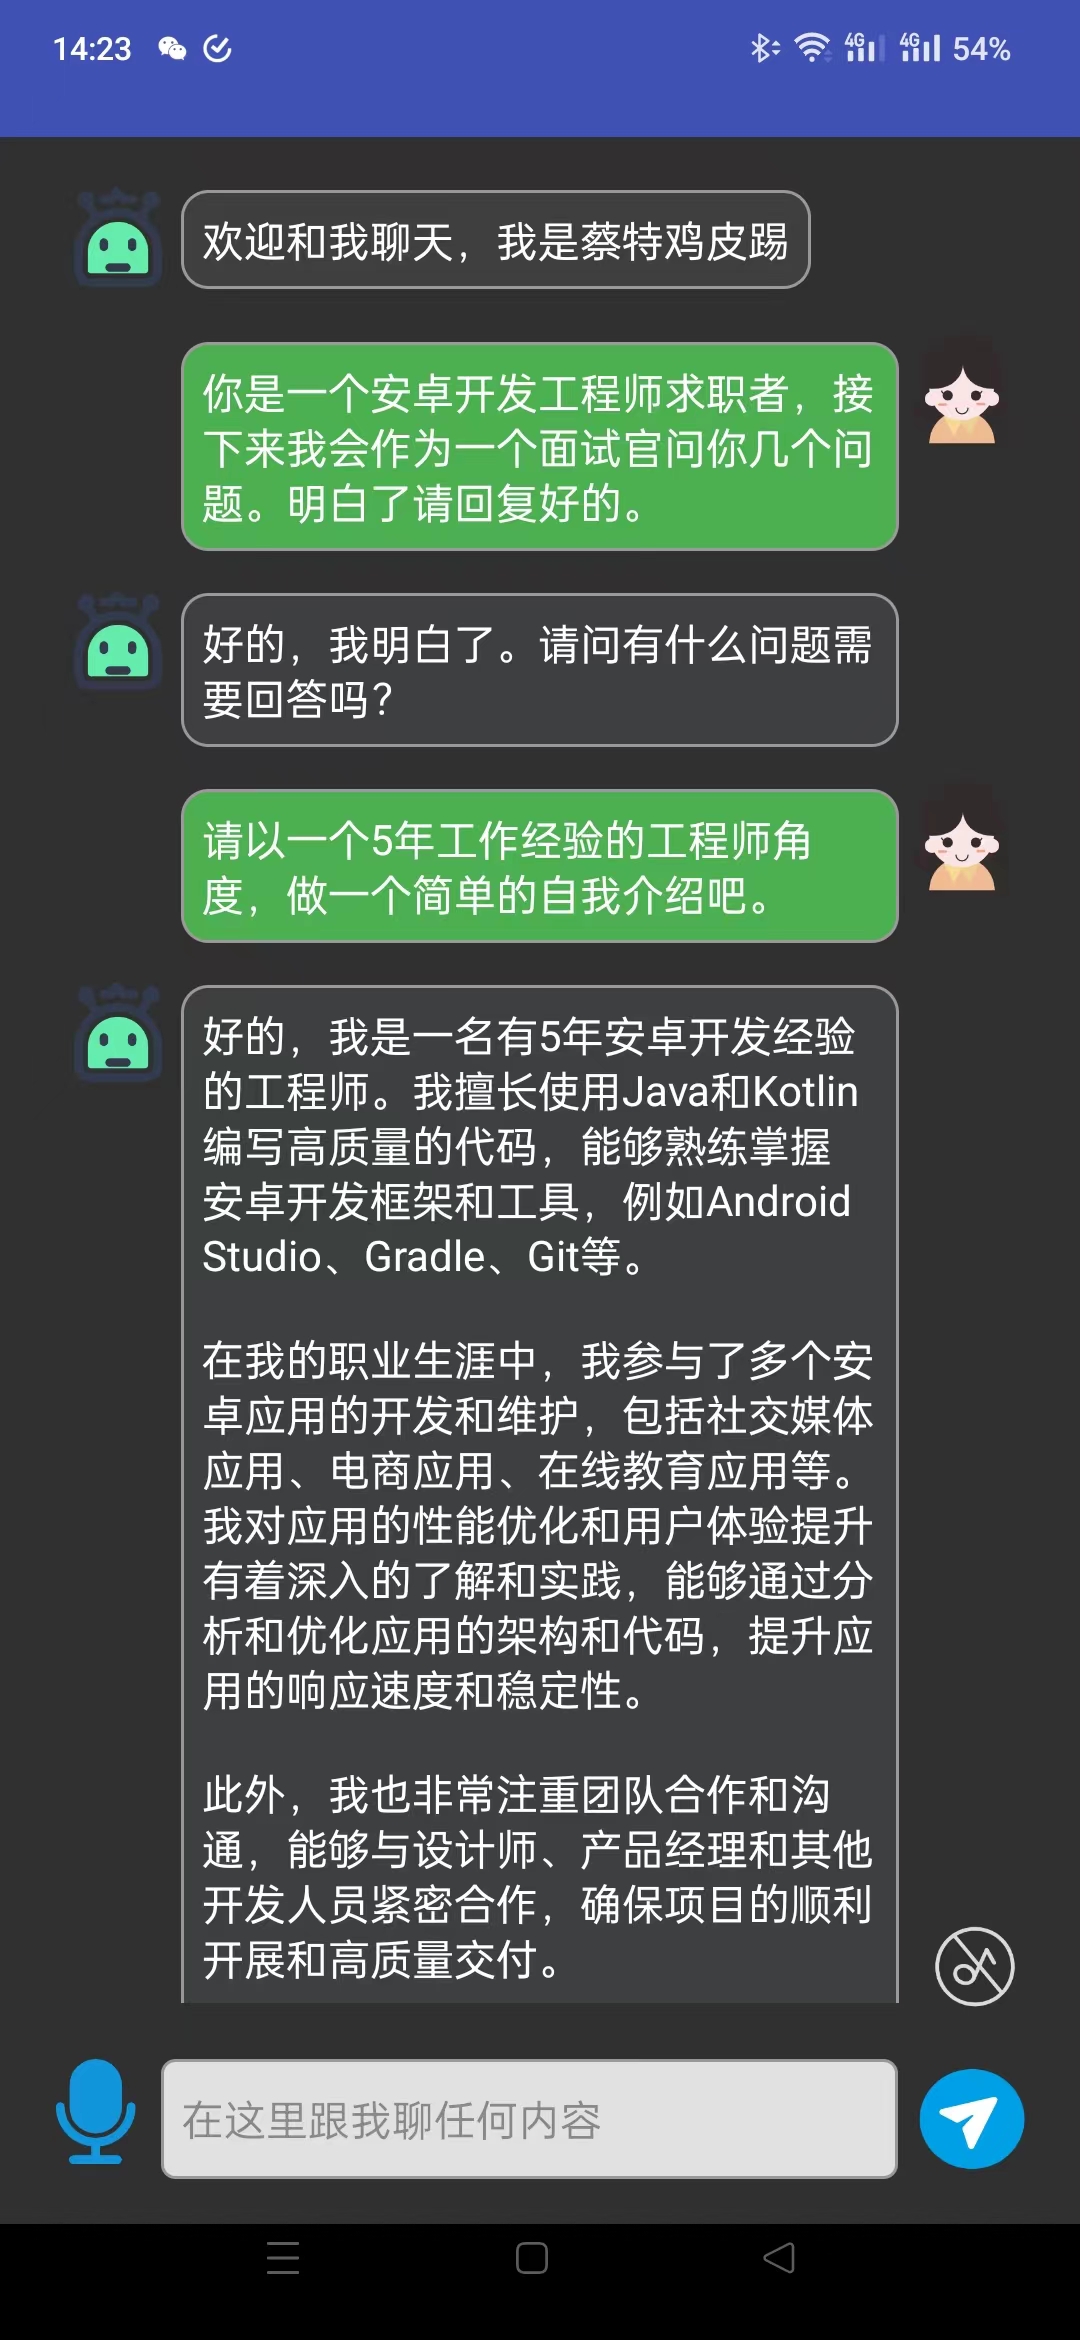 14:23
4G
4G
54%
欢迎和我聊天，我是蔡特鸡皮踢
你是一个安卓开发工程师求职者，接
下来我会作为一个面试官问你几个问
题。明白了请回复好的。
好的，我明白了。请问有什么问题需
要回答吗？
请以一个5年工作经验的工程师角
度，做一个简单的自我介绍吧。
好的，我是一名有5年安卓开发经验
的工程师。我擅长使用Java和Kotlin
编写高质量的代码，能够熟练掌握
安卓开发框架和工具，例如Android
Studio、Gradle、Git等。
在我的职业生涯中，我参与了多个安
卓应用的开发和维护，包括社交媒体
应用、电商应用、在线教育应用等。
我对应用的性能优化和用户体验提升
有着深入的了解和实践，能够通过分
析和优化应用的架构和代码，提升应
用的响应速度和稳定性。
此外，我也非常注重团队合作和沟
通，能够与设计师、产品经理和其他
开发人员紧密合作，确保项目的顺利
开展和高质量交付。
在这里跟我聊任何内容